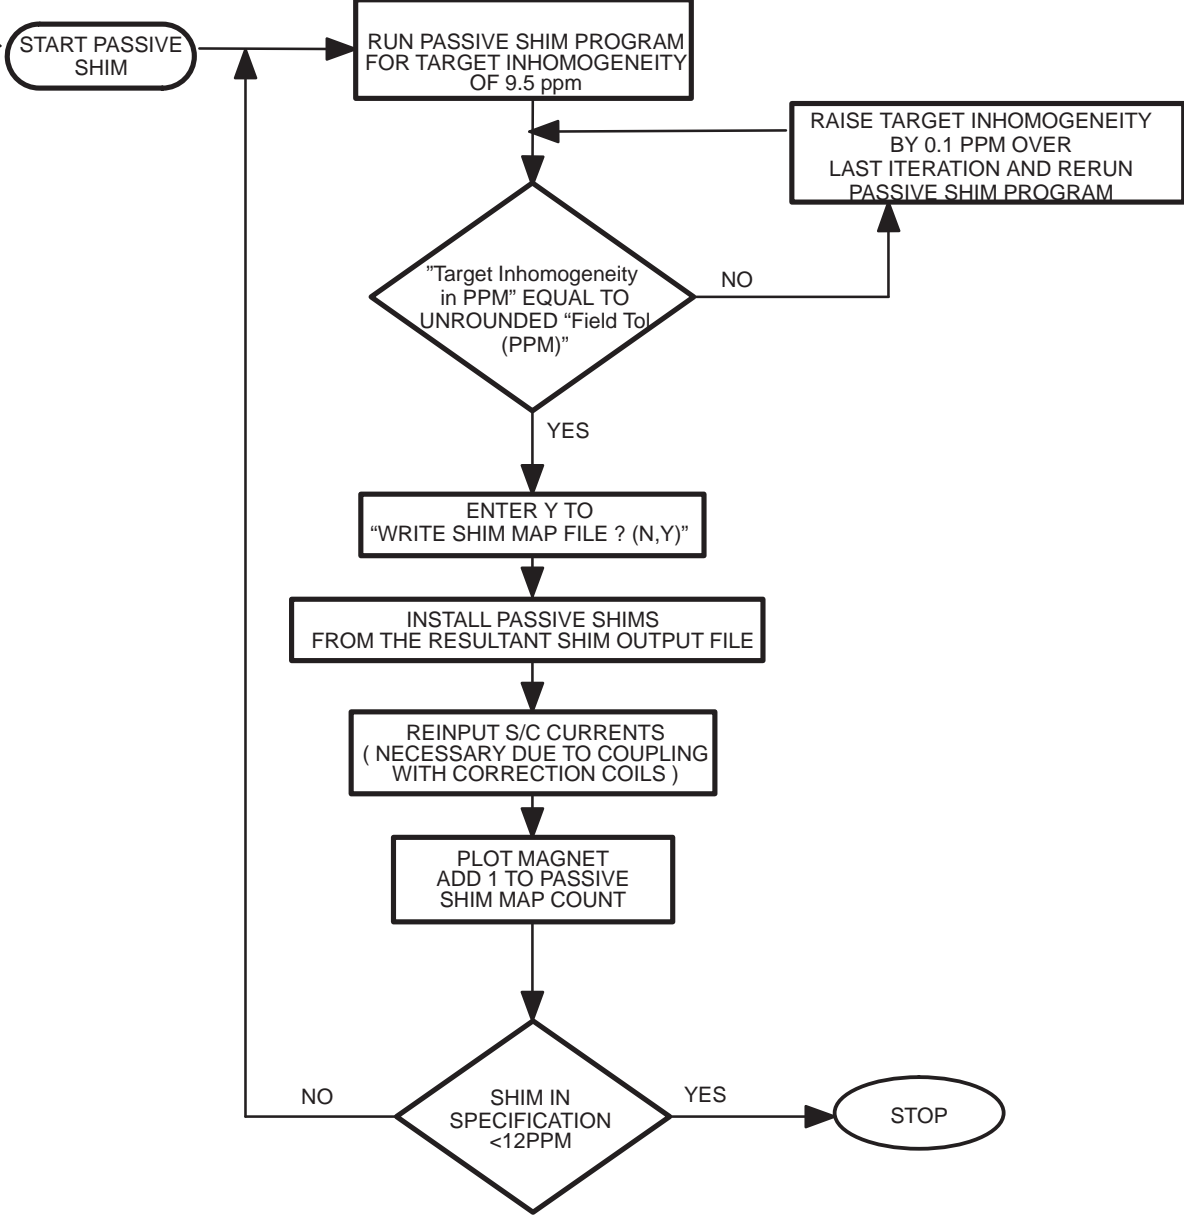 START PASSIVE
SHIM
RUN PASSIVE SHIM PROGRAM
FOR TARGET INHOMOGENEITY
OF 9.5 ppm
RAISE TARGET INHOMOGENEITY
BY 0.1 PPM OVER
LAST ITERATION AND RERUN
PASSIVE SHIM PROGRAM
”Target Inhomogeneity
in PPM” EQUAL TO
UNROUNDED “Field Tol
(PPM)”
NO
YES
ENTER Y TO
“WRITE SHIM MAP FILE ? (N,Y)”
INSTALL PASSIVE SHIMS
FROM THE RESULTANT SHIM OUTPUT FILE
REINPUT S/C CURRENTS
( NECESSARY DUE TO COUPLING
WITH CORRECTION COILS )
PLOT MAGNET
ADD 1 TO PASSIVE
SHIM MAP COUNT
NO
SHIM IN
SPECIFICATION
<12PPM
YES
STOP